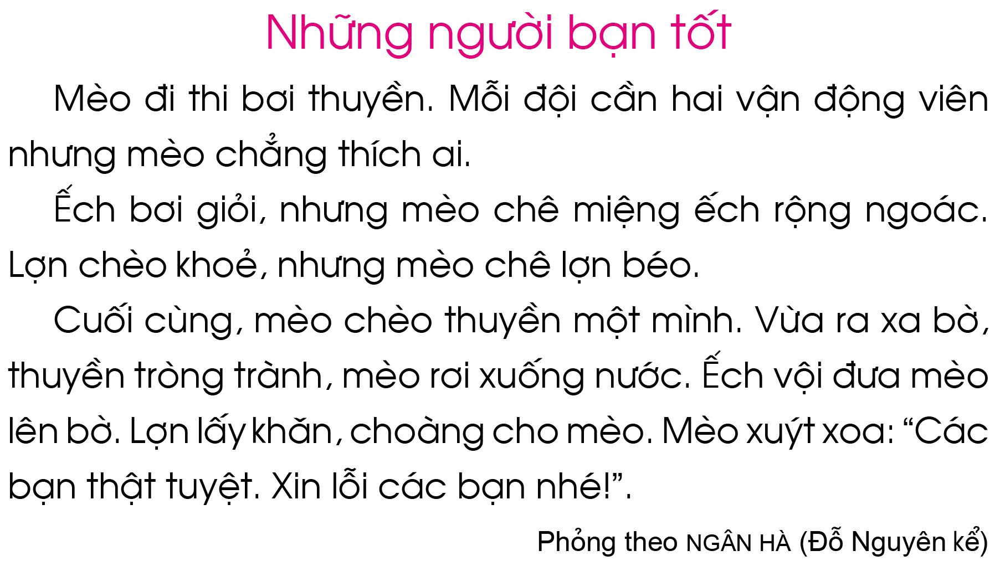 Những người bạn tốt
Mèo đi thi bơi thuyền. Mỗi đội cần hai vận động viên
nhưng mèo chẳng thích ai.
Ếch bơi giỏi, nhưng mèo chê miệng ếch rộng ngoác.
Lợn chèo khoẻ, nhưng mèo chê lợn béo.
Cuối cùng, mèo chèo thuyền một mình. Vừa ra xa bờ,
thuyền tròng trành, mèo rơi xuống nước. Ếch vội đưa mèo
lên bờ. Lợn lấy khăn, choàng cho mèo. Mèo xuýt xoa: “Các
bạn thật tuyệt. Xin lỗi các bạn nhé!”.
Phỏng theo NGÂN HÀ (Đỗ Nguyên kể)